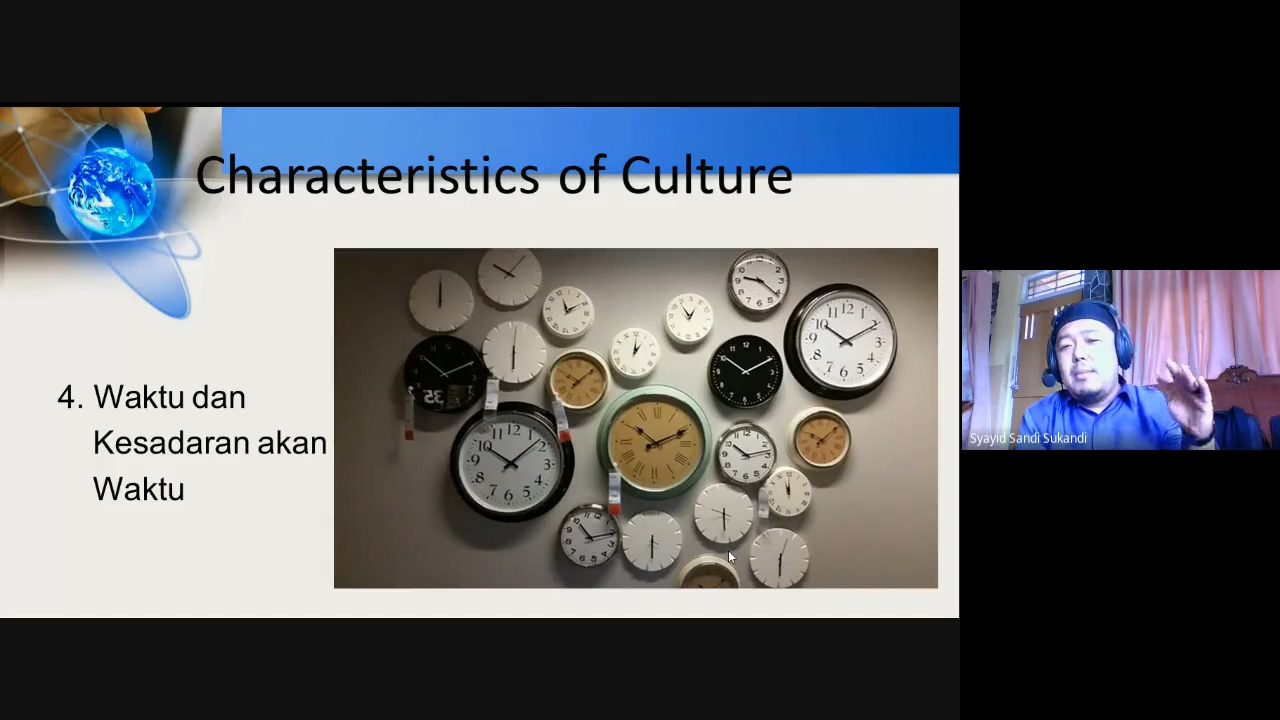 Characteristics of Culture
4. Waktu dan
Kesadaran akan
Waktu
Syayid Sandi Sukandi